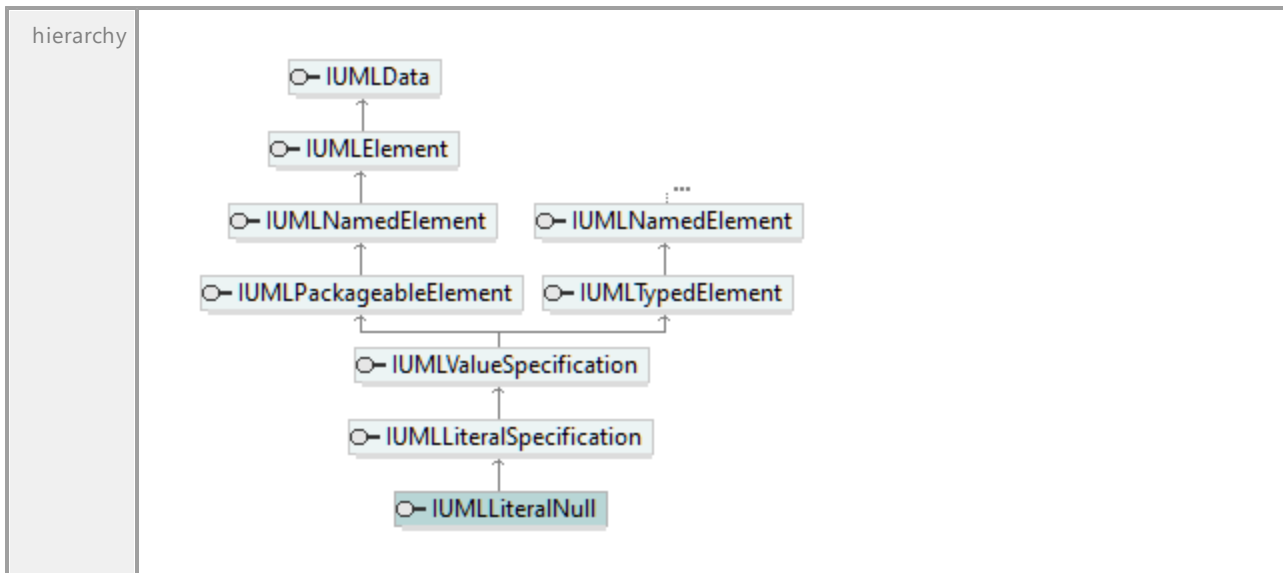 hierarchy
IUMLData
IUMLElement
IUMLNamedElement
...
IUMLNamedElement
IUMLPackageableElement
IUMLTypedElement
IUMLValueSpecification
IUMLLiteralSpecification
IUMLLiteralNull